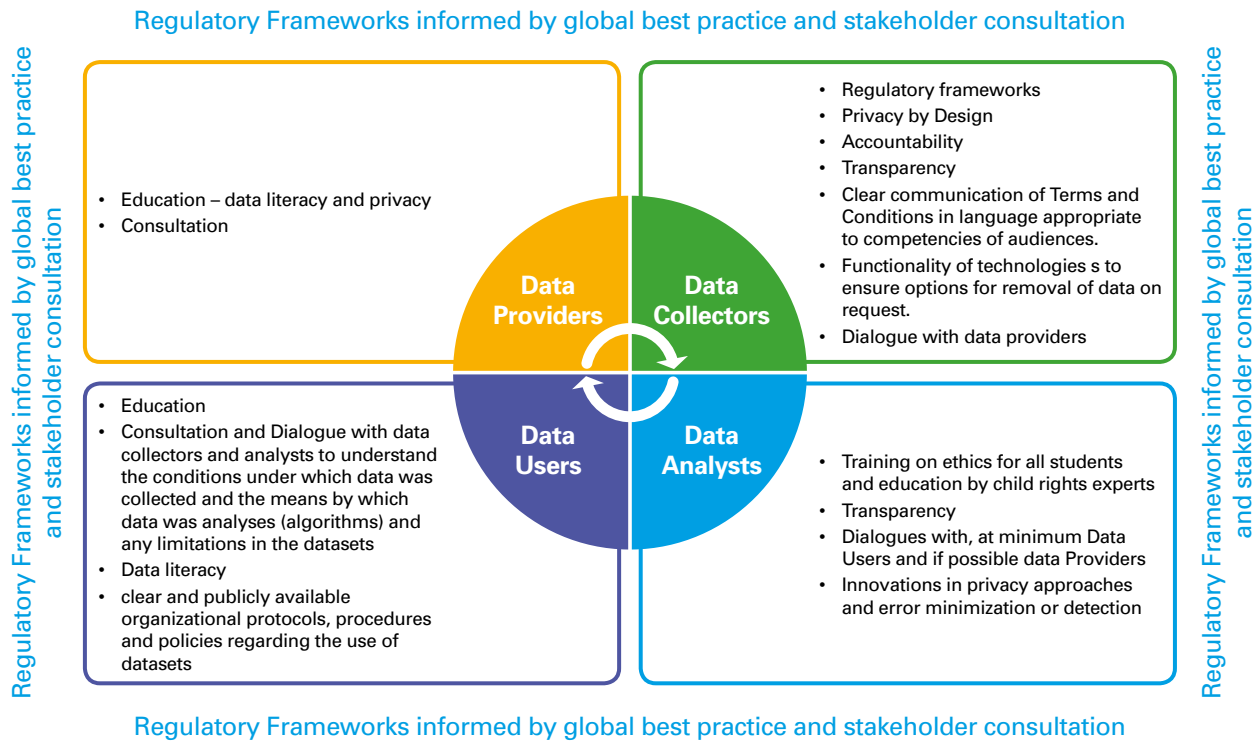 Regulatory Frameworks informed by global best practice and stakeholder consultation
Regulatory Frameworks informed by global best practice
and stakeholder consultation
• Education – data literacy and privacy
• Consultation
• Regulatory frameworks
• Privacy by Design
• Accountability
• Transparency
• Clear communication of Terms and
Conditions in language appropriate
to competencies of audiences.
• Functionality of technologies s to
ensure options for removal of data on
request.
• Dialogue with data providers
Data
Providers
Data
Collectors
Data
Users
Data
Analysts
• Education
• Consultation and Dialogue with data
collectors and analysts to understand
the conditions under which data was
collected and the means by which
data was analyses (algorithms) and
any limitations in the datasets
• Data literacy
• clear and publicly available
organizational protocols, procedures
and policies regarding the use of
datasets
• Training on ethics for all students
and education by child rights experts
• Transparency
• Dialogues with, at minimum Data
Users and if possible data Providers
• Innovations in privacy approaches
and error minimization or detection
Regulatory Frameworks informed by global best practice
and stakeholder consultation
Regulatory Frameworks informed by global best practice and stakeholder consultation